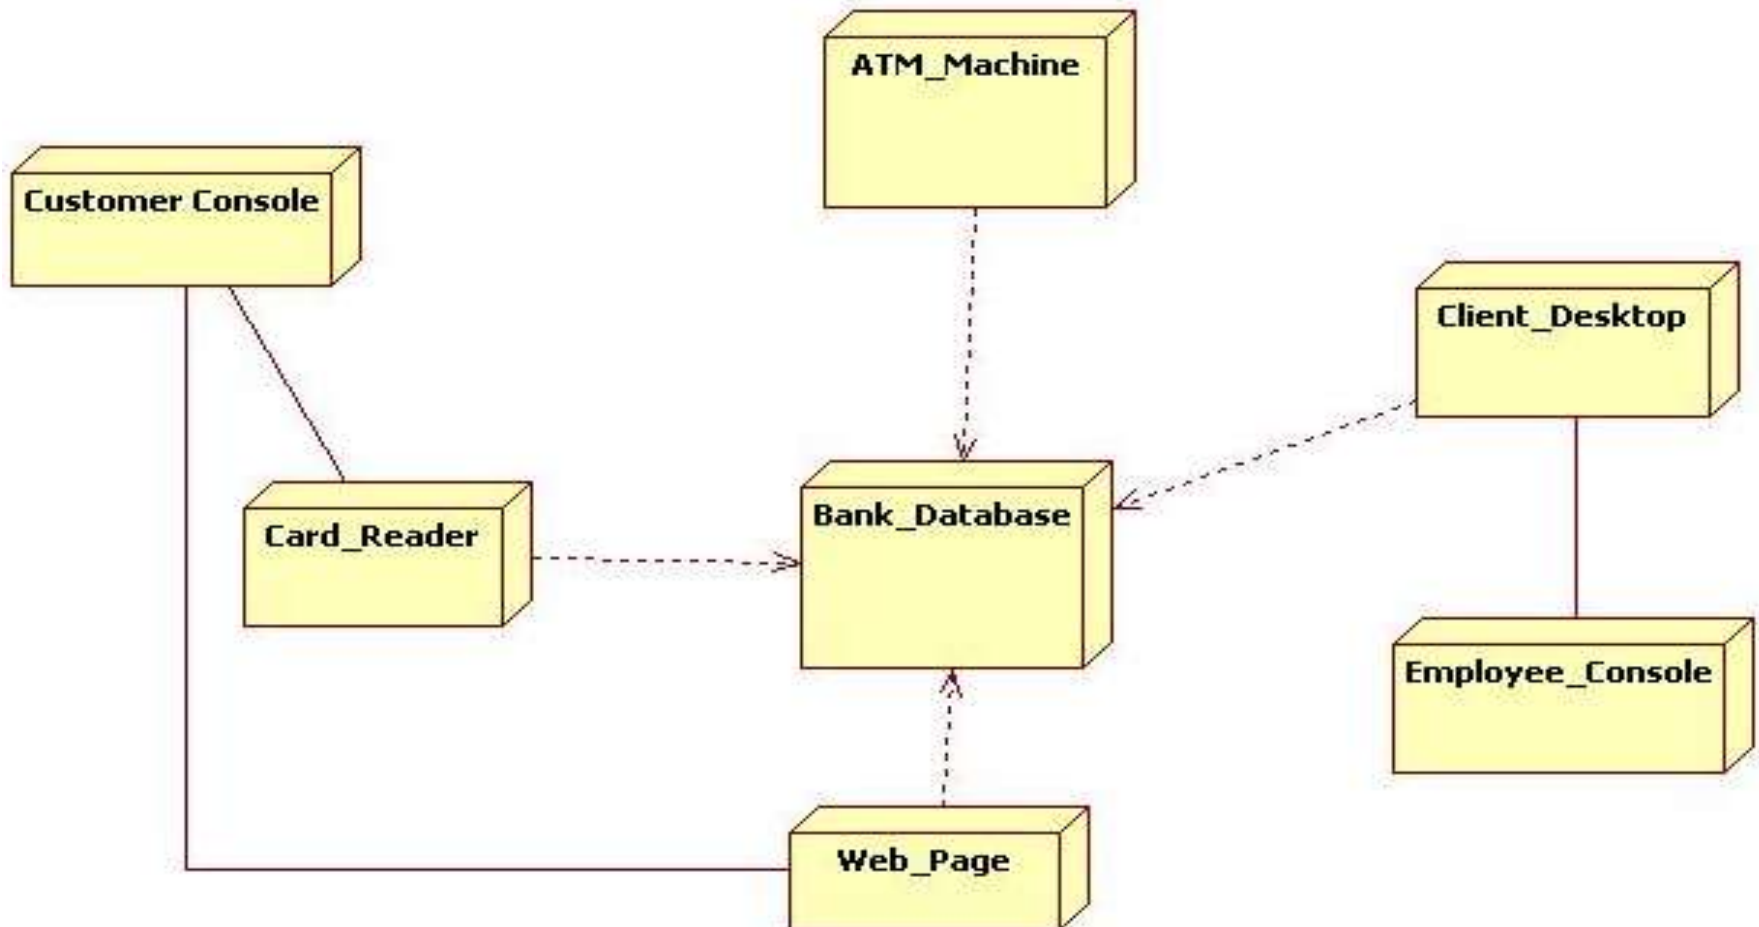 ATM_Machine
Customer Console
Client_Desktop
Card_Reader
Bank_Database
Employee_Console
Web_Page